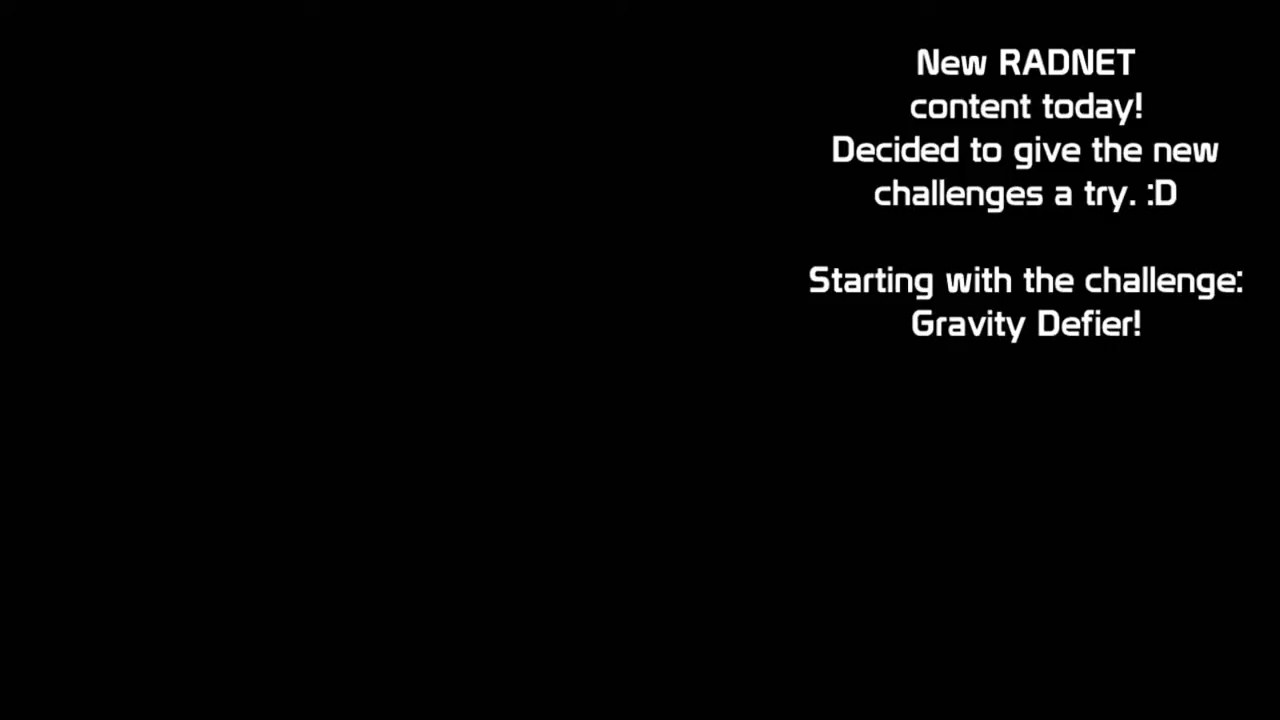 New RADNET
content today!
Decided to give the new
challenges a try. :D
Starting with the challenge:
Gravity Defier!